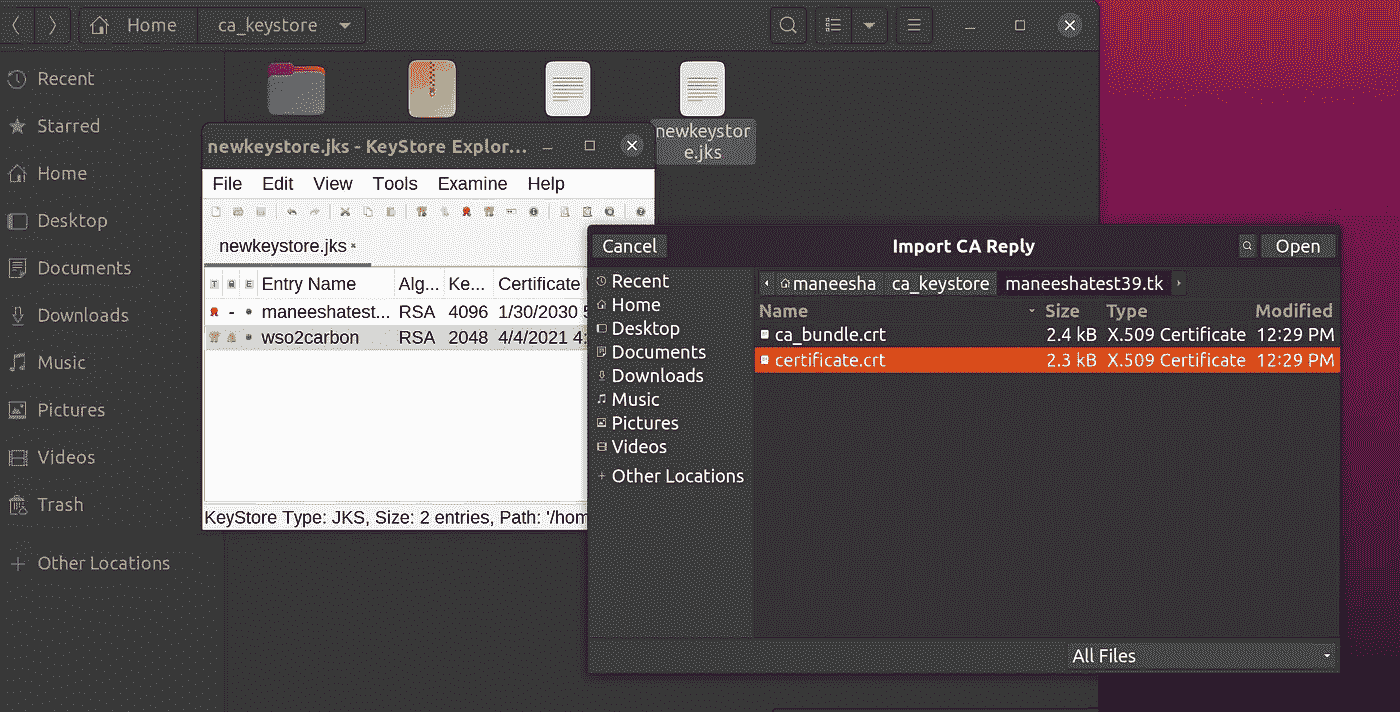 Home
ca_keystore
Recent
Starred
Home
Desktop
Documents
Downloads
Music
Pictures
Videos
Trash
Other Locations
newkeystor
e.jks
newkeystore.jks - KeyStore Explor...
File Edit View Tools Examine Help
newkeystore.jks
T E Entry Name Alg... Ke... Certificate
maneeshatest... RSA 4096 1/30/2030 5
- wso2carbon RSA 2048 4/4/2021 4:
KeyStore Type: JKS, Size: 2 entries, Path: '/hom
Cancel Import CA Reply Open
Recent
Home
Desktop
Documents
Downloads
Music
Pictures
Videos
Other Locations
maneesha ca_keystore maneeshatest39.tk
Name Size Type Modified
ca_bundle.crt 2.4 kB X.509 Certificate 12:29 PM
certificate.crt 2.3 kB X.509 Certificate 12:29 PM
All Files